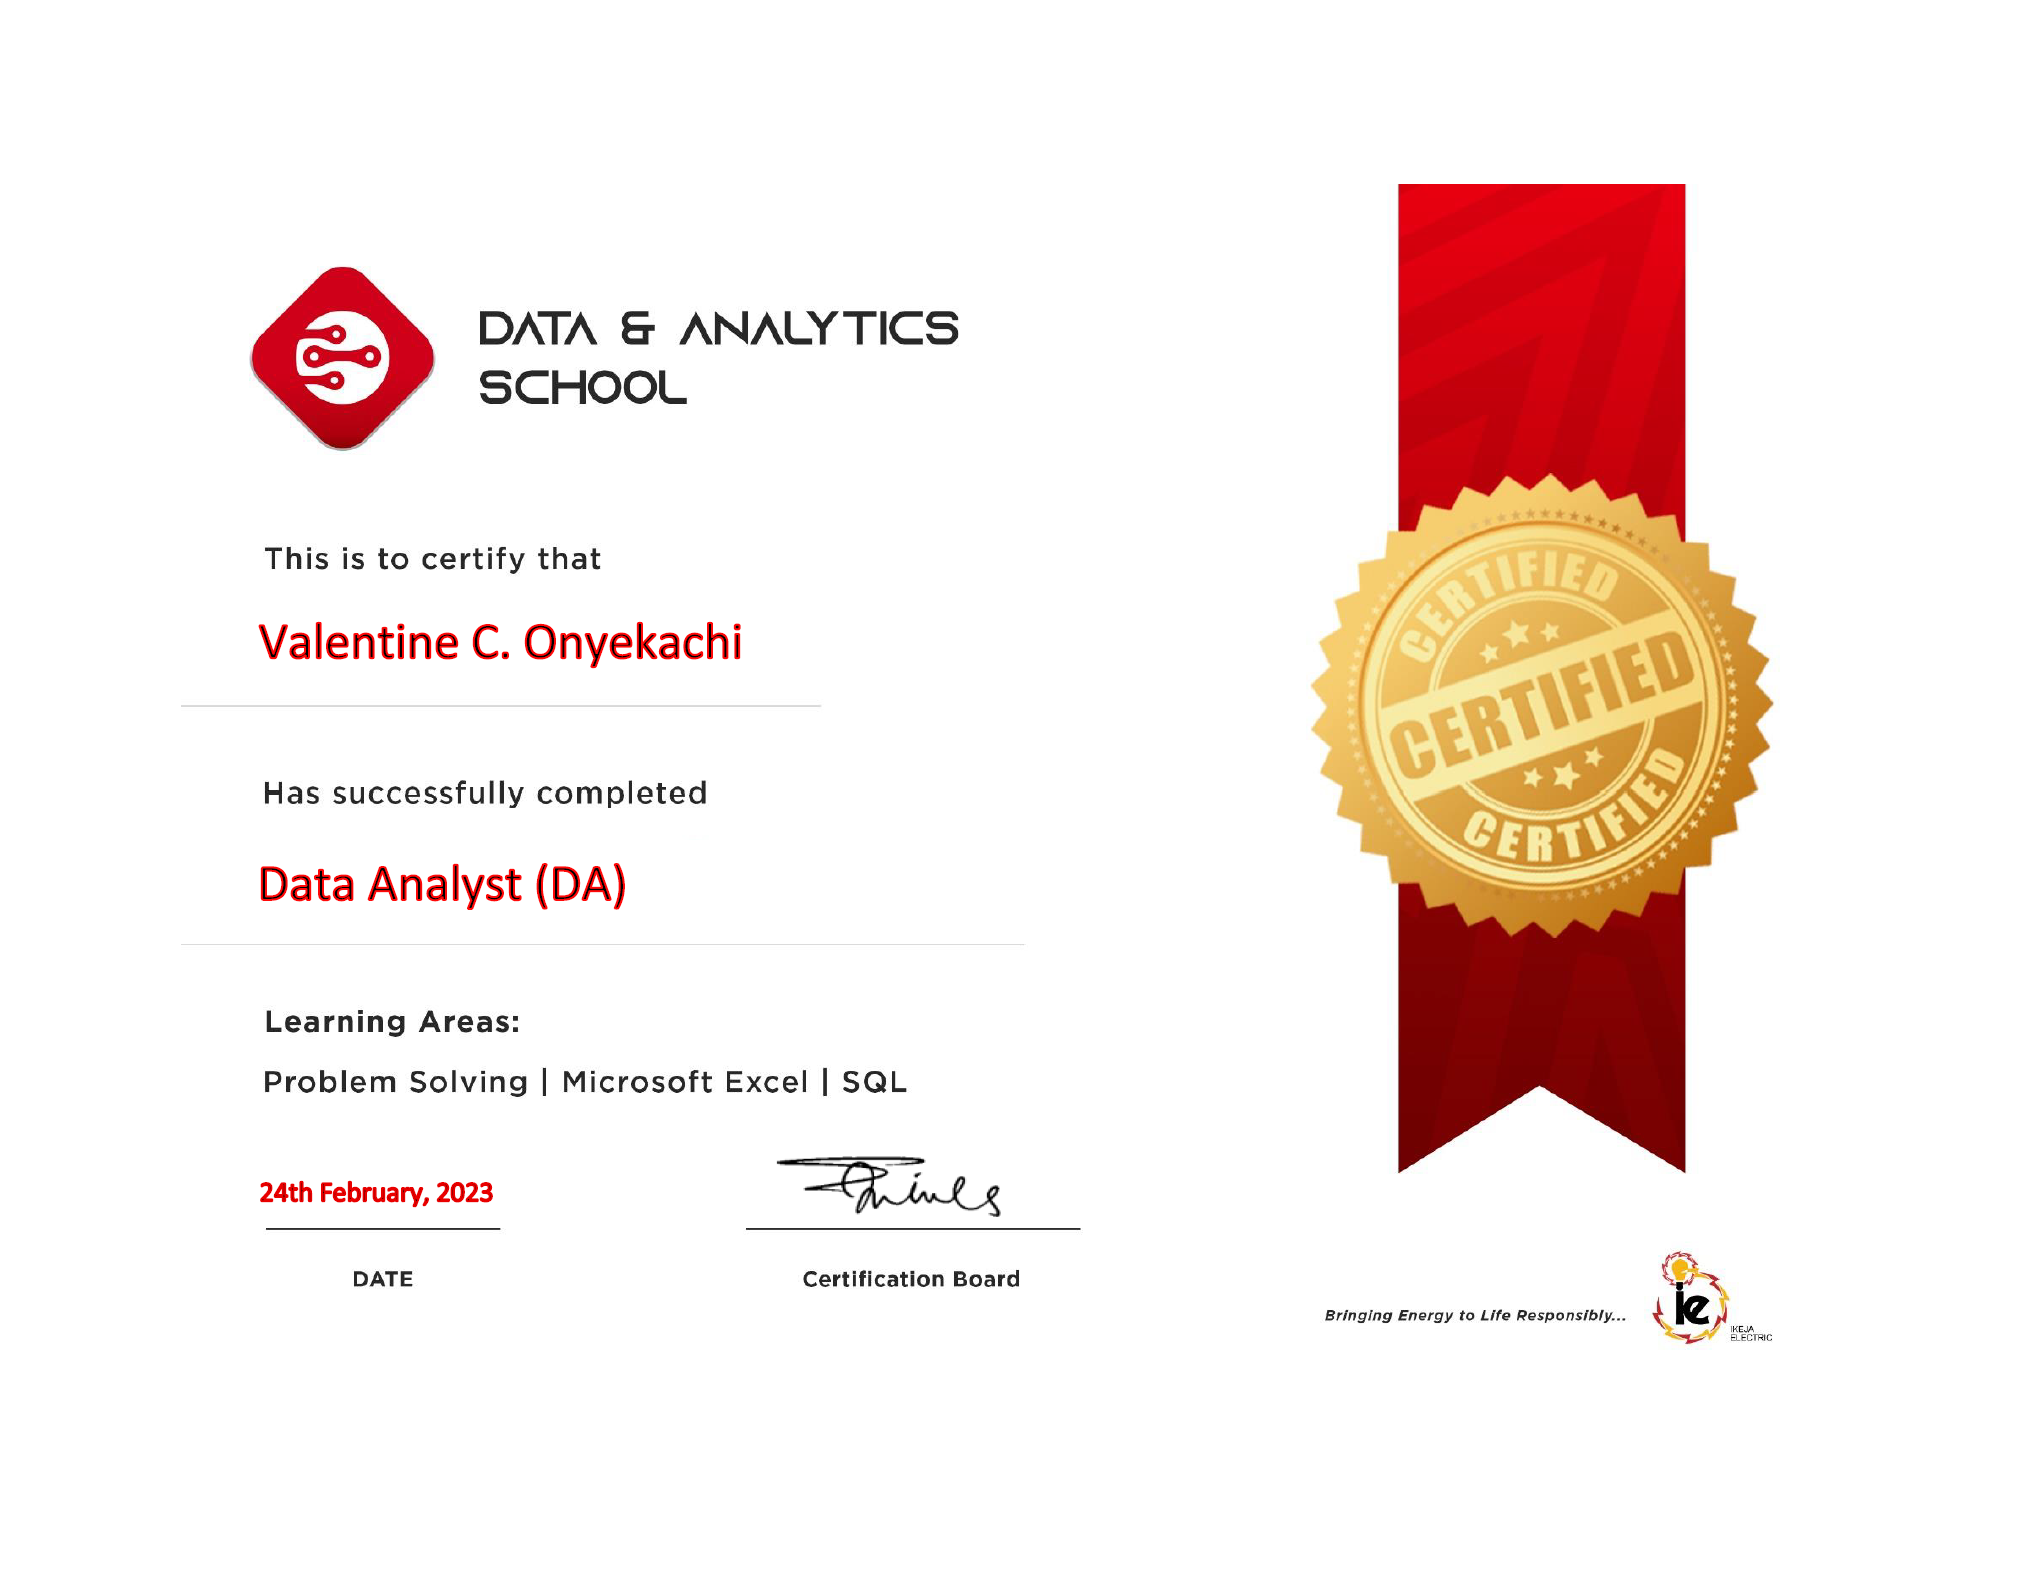 DATA & ANALYTICS
SCHOOL
This is to certify that
Valentine C. Onyekachi
Has successfully completed
Data Analyst (DA)
Learning Areas:
Problem Solving | Microsoft Excel | SQL
24th February, 2023
DATE
Certification Board
CERTIFIED
CERTIFIED
CERTIFIED
Bringing Energy to Life Responsibly...
ie
IKEJA
ELECTRIC